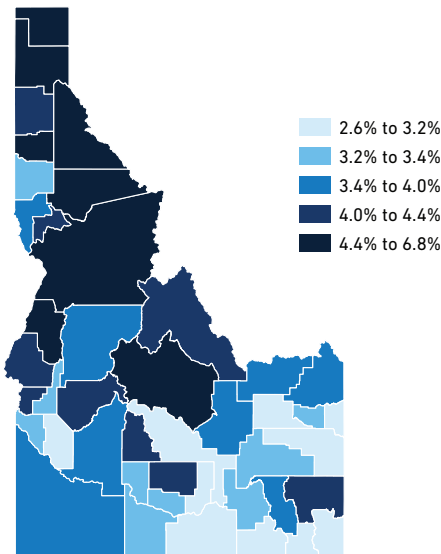 2.6% to 3.2%
3.2% to 3.4%
3.4% to 4.0%
4.0% to 4.4%
4.4% to 6.8%